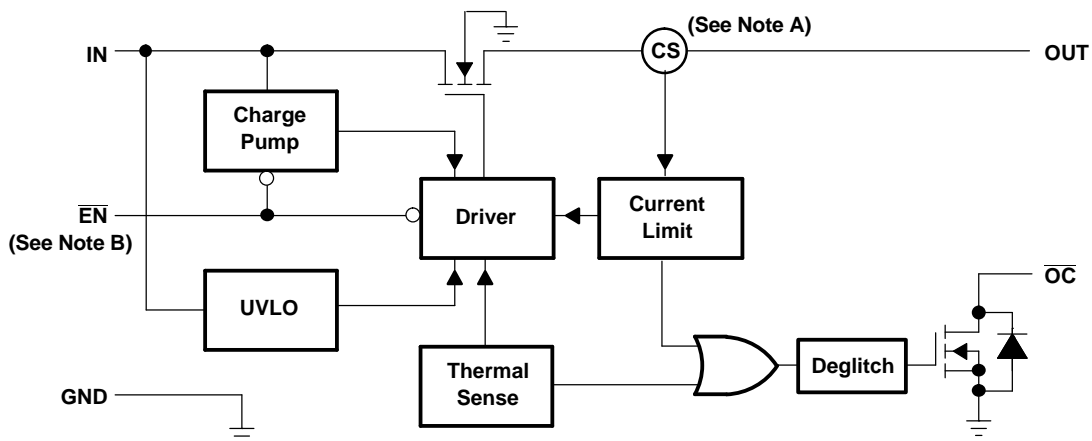 (See Note A)
IN
CS
OUT
Charge
Pump
EN
(See Note B)
Driver
Current
Limit
UVLO
OC
Thermal
Sense
Deglitch
GND